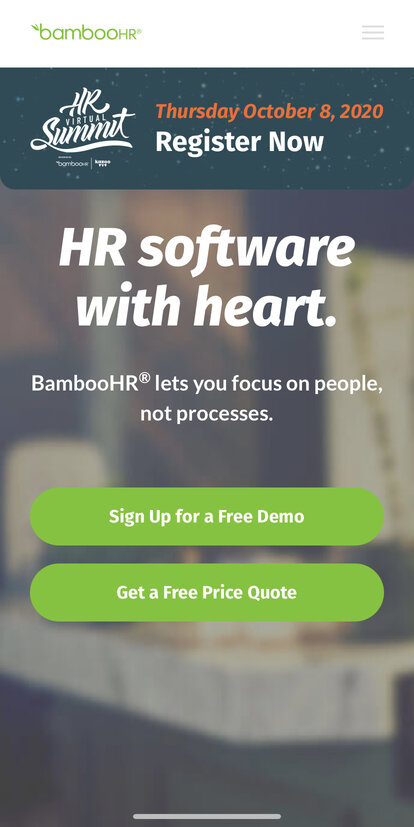 bambooHR®
HR
VIRTUAL
Summit
bambooHR
kazoo
Thursday October 8, 2020
Register Now
HR software
with heart.
BambooHR® lets you focus on people,
not processes.
Sign Up for a Free Demo
Get a Free Price Quote